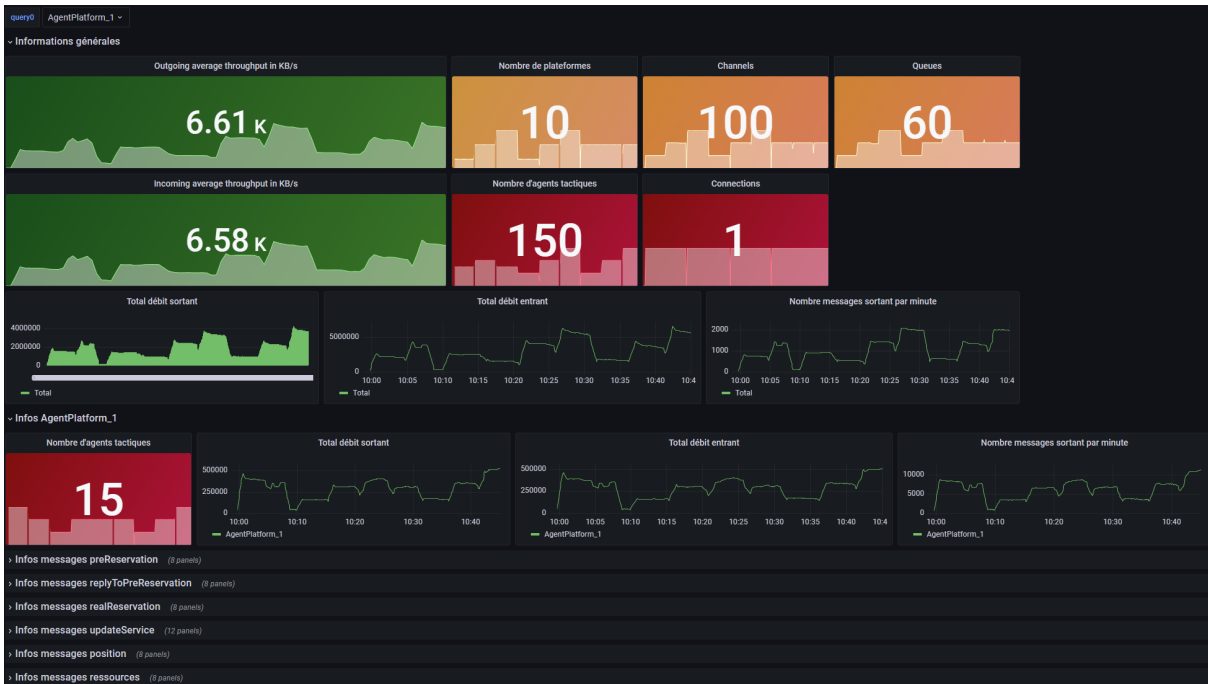 query0 AgentPlatform_1
Informations générales
Outgoing average throughput in KB/s
6.61 K
Nombre de plateformes
10
Channels
100
Queues
60
Incoming average throughput in KB/s
6.58 K
Nombre d'agents tactiques
150
Connections
1
Total débit sortant
4000000
2000000
0
Total
Total débit entrant
5000000
0
10:00 10:05 10:10 10:15 10:20 10:25 10:30 10:35 10:40 10:4
Total
Nombre messages sortant par minute
2000
1000
0
10:00 10:05 10:10 10:15 10:20 10:25 10:30 10:35 10:40 10:4
Total
Infos AgentPlatform_1
Nombre d'agents tactiques
15
Total débit sortant
500000
250000
0
10:00 10:10 10:20 10:30 10:40
AgentPlatform_1
Total débit entrant
500000
250000
0
10:00 10:05 10:10 10:15 10:20 10:25 10:30 10:35 10:40 10:4
AgentPlatform_1
Nombre messages sortant par minute
10000
5000
0
10:00 10:10 10:20 10:30 10:40
AgentPlatform_1
Infos messages preReservation (8 panels)
Infos messages replyToPreReservation (8 panels)
Infos messages realReservation (8 panels)
Infos messages updateService (12 panels)
Infos messages position (8 panels)
Infos messages ressources (8 panels)